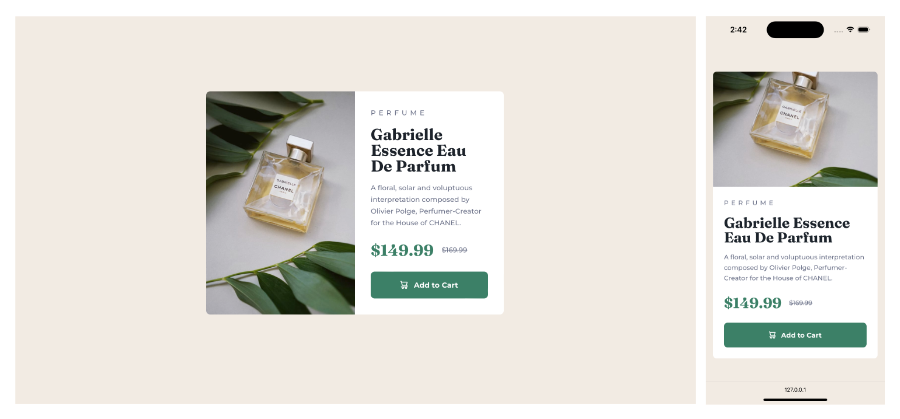 GABRIELLE
CHANEL
PERFUME
Gabrielle
Essence Eau
De Parfum
A floral, solar and voluptuous
interpretation composed by
Olivier Polge, Perfumer-Creator
for the House of CHANEL.
$149.99 $169.99
Add to Cart
2:42
CHANEL
PERFUME
Gabrielle Essence
Eau De Parfum
A floral, solar and voluptuous interpretation
composed by Olivier Polge, Perfumer-
Creator for the House of CHANEL.
$149.99 $169.99
Add to Cart
127.0.0.1